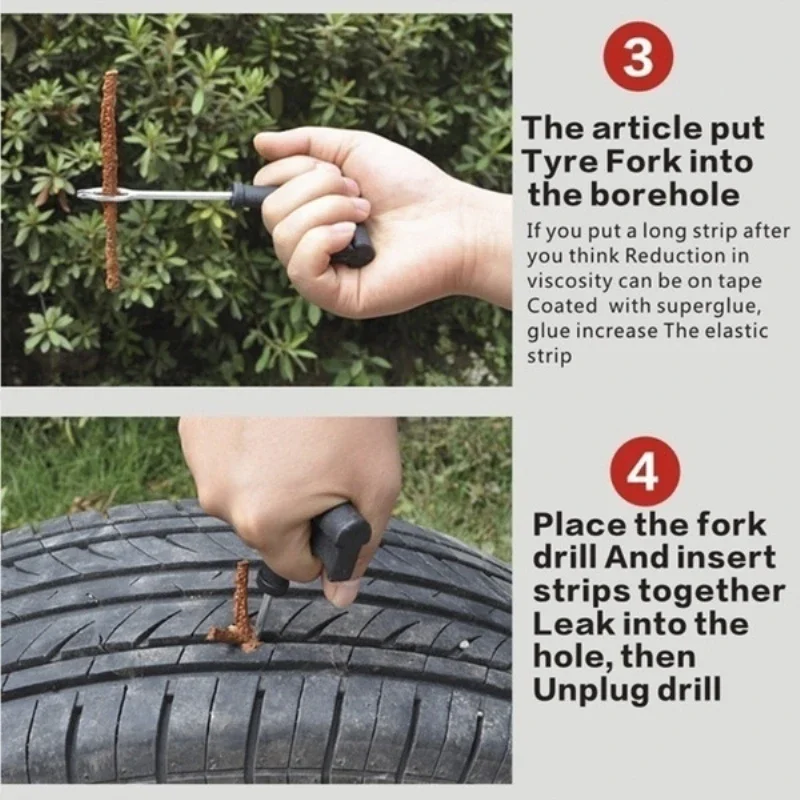 3
The article put
Tyre Fork into
the borehole
If you put a long strip after
you think Reduction in
viscosity can be on tape
Coated with superglue,
glue increase The elastic
strip
4
Place the fork
drill And insert
strips together
Leak into the
hole, then
Unplug drill